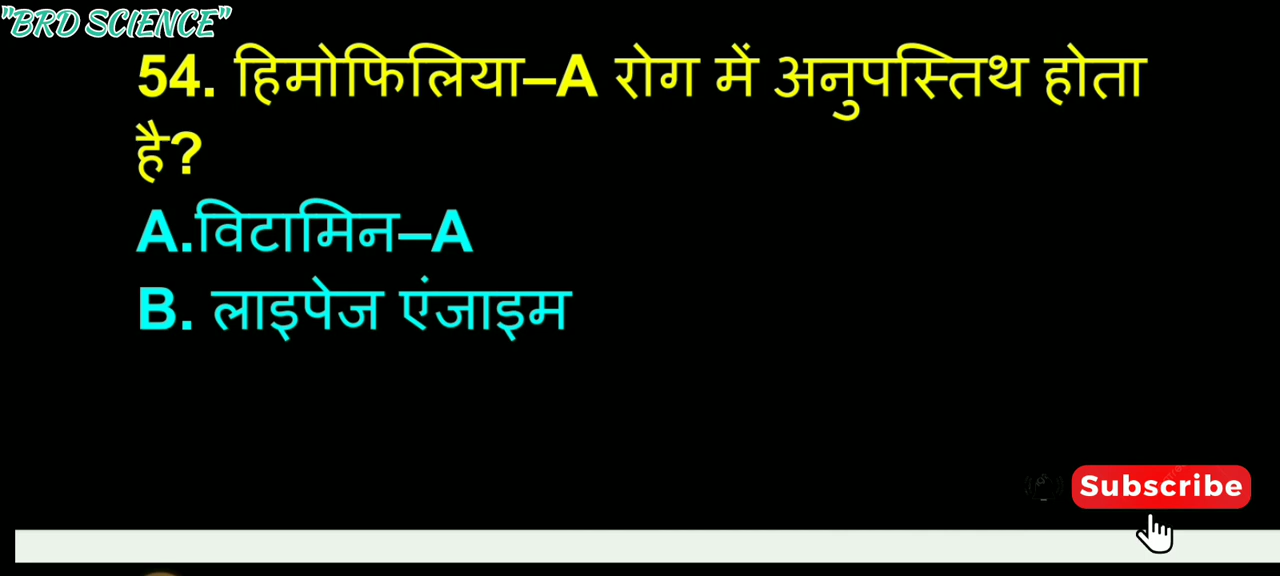 "BRD SCIENCE"
54. हिमोफिलिया–A रोग में अनुपस्तिथ होता
है?
A.विटामिन–A
B. लाइपेज एंजाइम
Subscribe